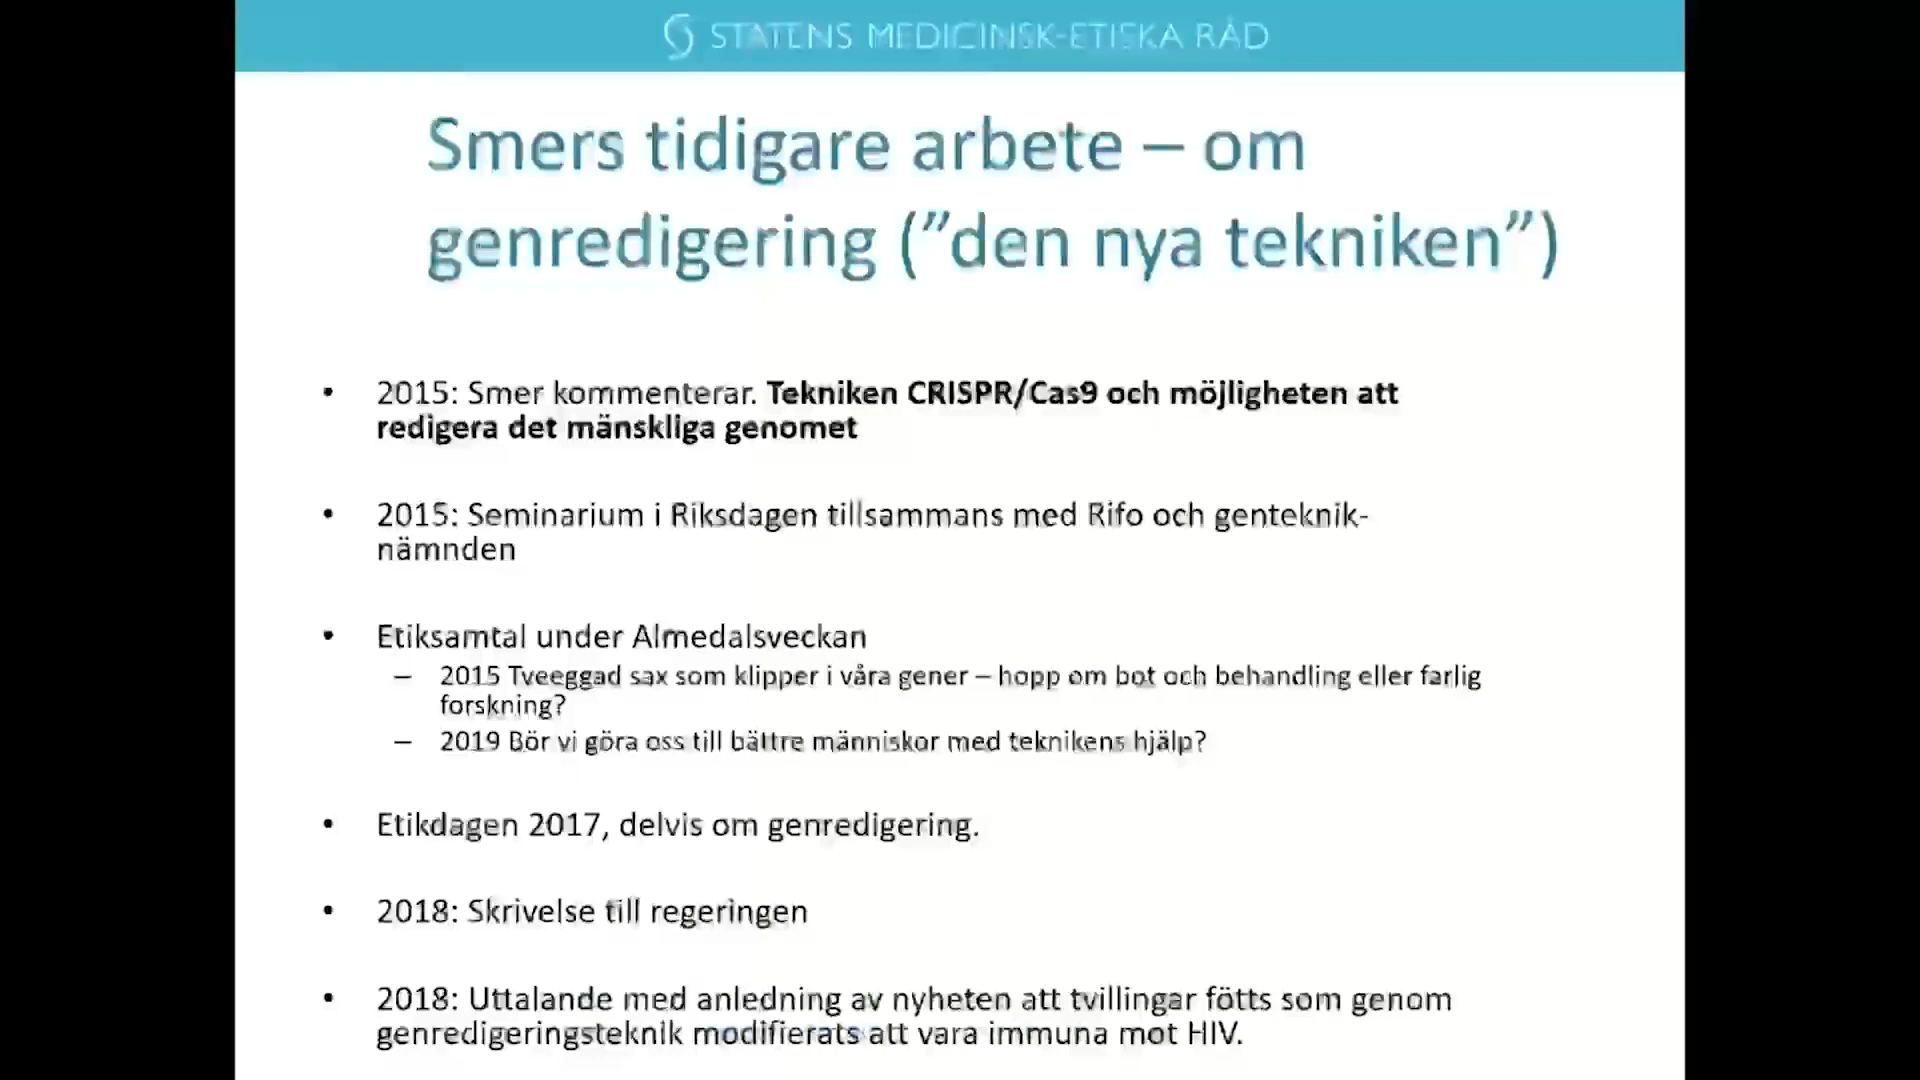 STATENS MEDICINSK-ETISKA RÅD
Smers tidigare arbete – om
genredigering (”den nya tekniken”)
• 2015: Smer kommenterar. Tekniken CRISPR/Cas9 och möjligheten att
redigera det mänskliga genomet
• 2015: Seminarium i Riksdagen tillsammans med Rifo och genteknik-
nämnden
• Etiksamtal under Almedalsveckan
– 2015 Tveeggad sax som klipper i våra gener – hopp om bot och behandling eller farlig
forskning?
– 2019 Bör vi göra oss till bättre människor med teknikens hjälp?
• Etikdagen 2017, delvis om genredigering.
• 2018: Skrivelse till regeringen
• 2018: Uttalande med anledning av nyheten att tvillingar fötts som genom
genredigeringsteknik modifierats att vara immuna mot HIV.